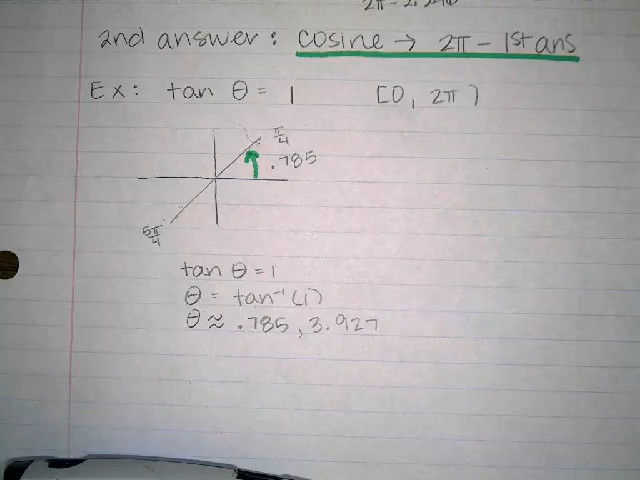 2nd answer: cosine → 2π - 1st ans
Ex: tan θ = 1 [0, 2π)
π/4
.785
5π/4
tan θ = 1
θ = tan⁻¹(1)
θ ≈ .785, 3.927